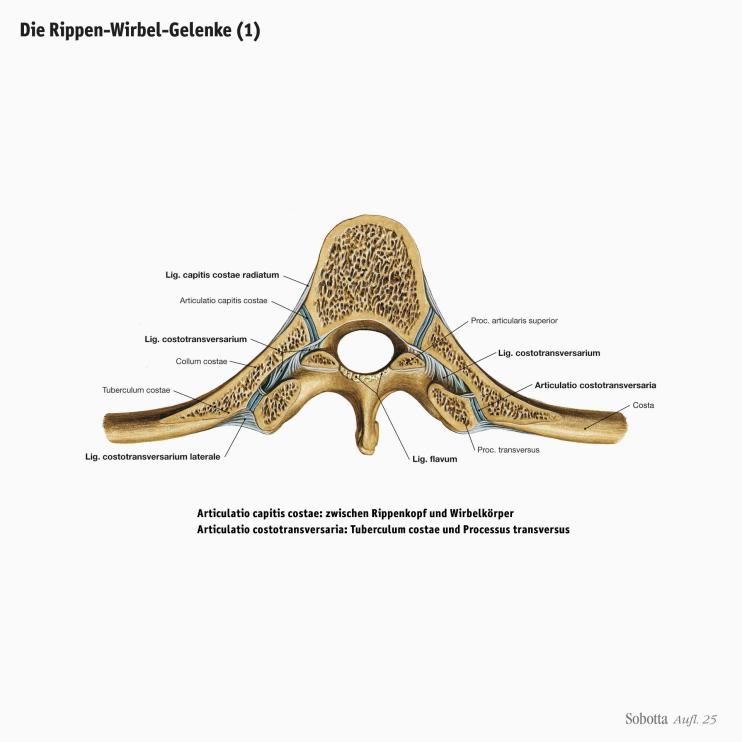 Die Rippen-Wirbel-Gelenke (1)
Lig. capitis costae radiatum
Articulatio capitis costae
Lig. costotransversarium
Collum costae
Tuberculum costae
Lig. costotransversarium laterale
Proc. articularis superior
Lig. costotransversarium
Articulatio costotransversaria
Costa
Proc. transversus
Lig. flavum
Articulatio capitis costae: zwischen Rippenkopf und Wirbelkörper
Articulatio costotransversaria: Tuberculum costae und Processus transversus
Sobotta Aufl. 25